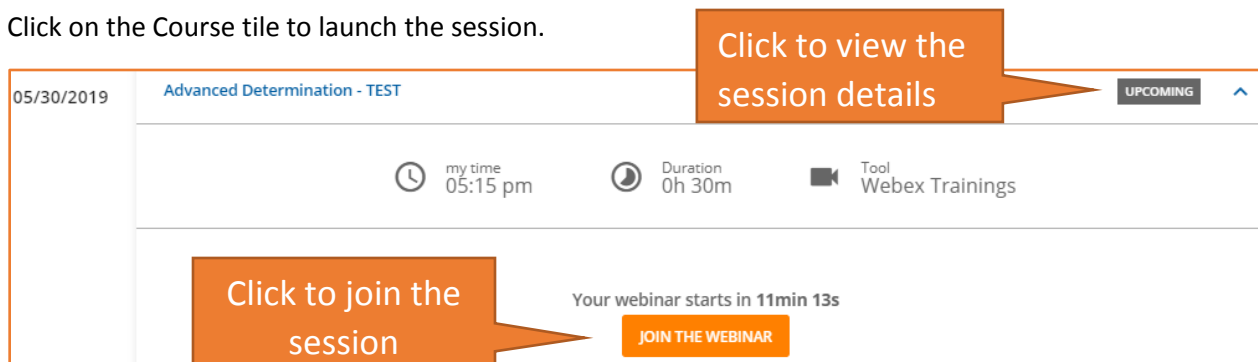 Click on the Course tile to launch the session.
Click to view the
session details
05/30/2019
Advanced Determination - TEST
UPCOMING
my time
05:15 pm
Duration
0h 30m
Tool
Webex Trainings
Click to join the
session
Your webinar starts in 11min 13s
JOIN THE WEBINAR